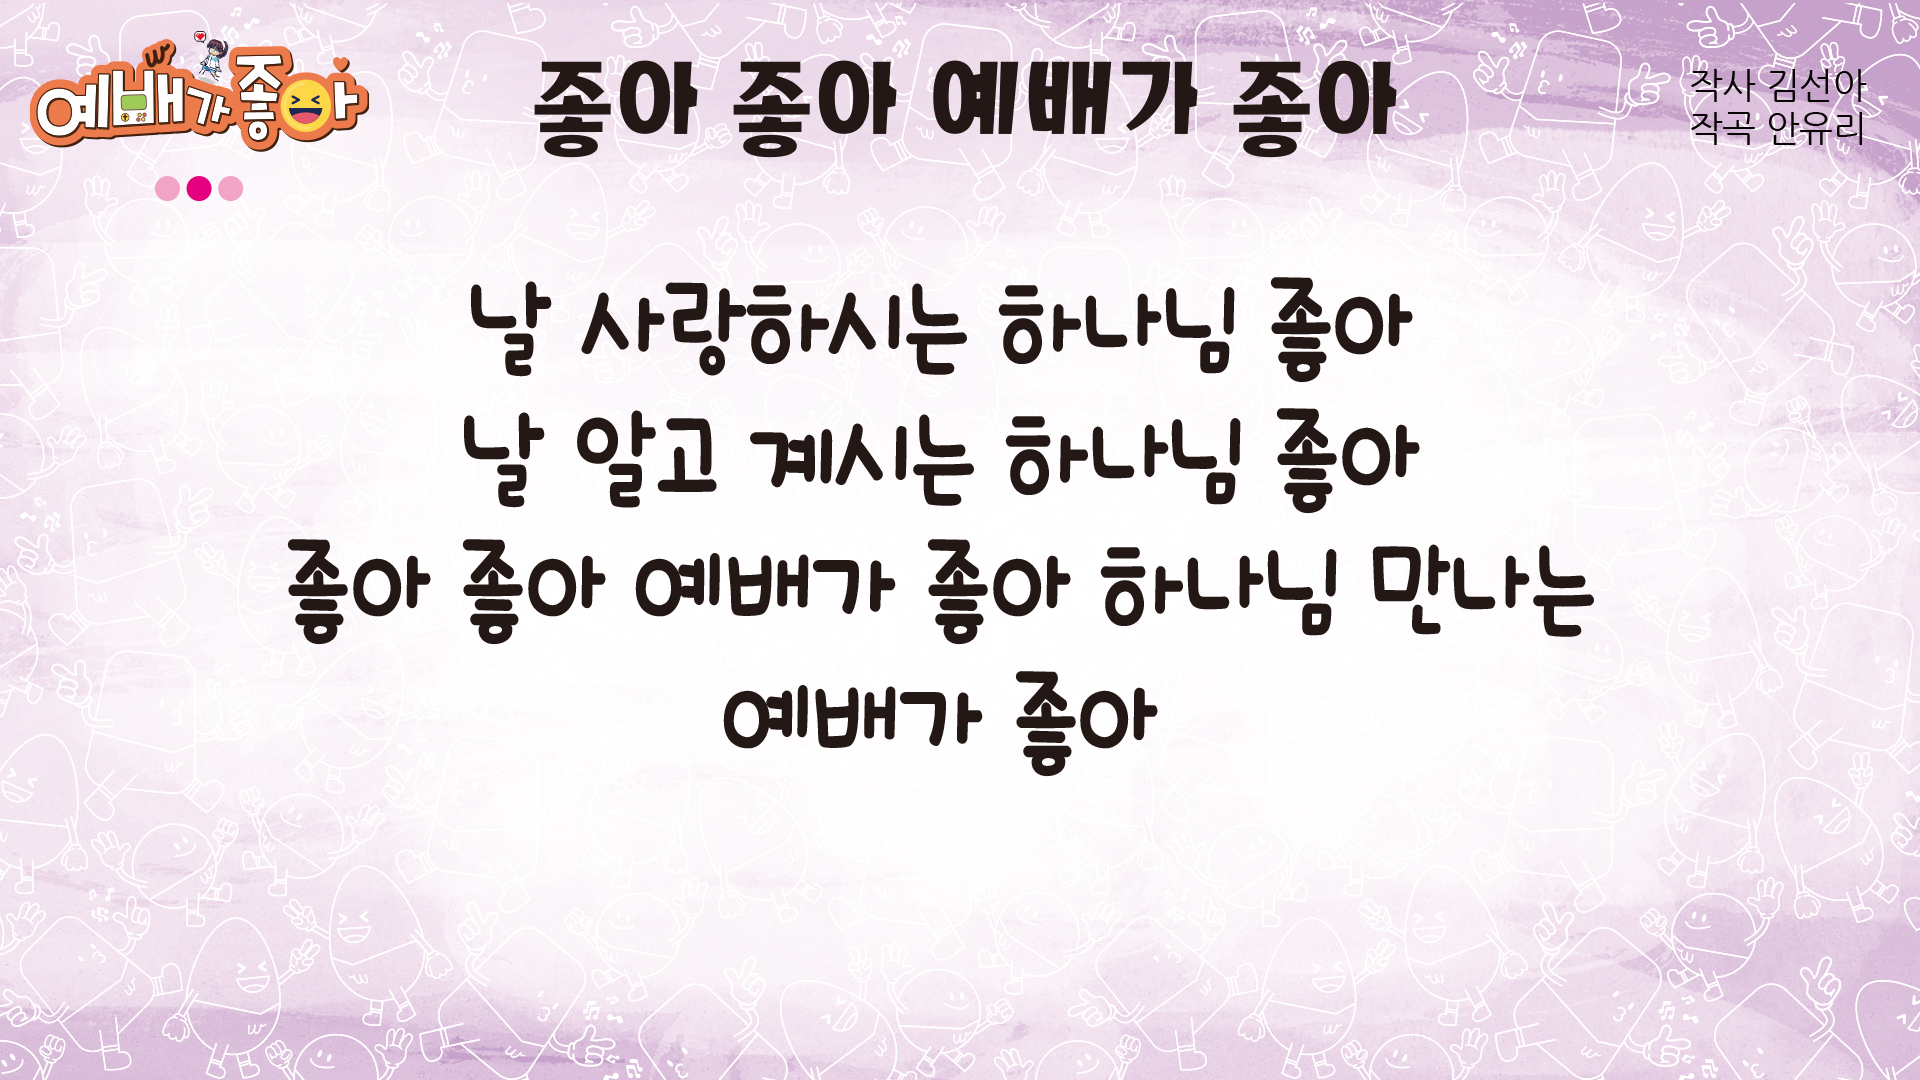 예배가 좋아
좋아 좋아 예배가 좋아
작사 김선아
작곡 안유리
날 사랑하시는 하나님 좋아
날 알고 계시는 하나님 좋아
좋아 좋아 예배가 좋아 하나님 만나는
예배가 좋아